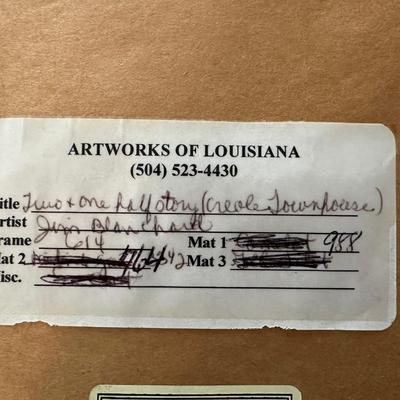 ARTWORKS OF LOUISIANA
(504) 523-4430
itle Two & One half story (Creole Townhouse)
rtist Jim Blanchard
rame 614 Mat 1 988
at 2 Mat 3
isc.